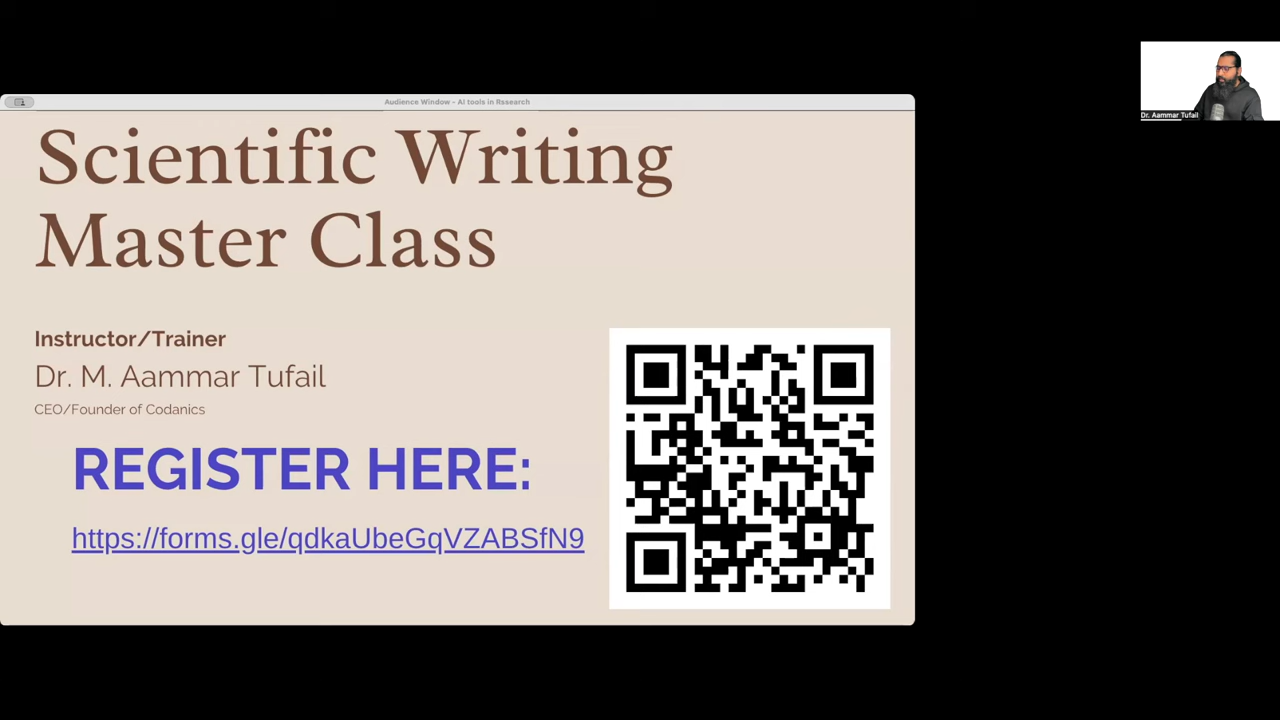 Audience Window - AI tools in Rssearch
Scientific Writing
Master Class
Instructor/Trainer
Dr. M. Aammar Tufail
CEO/Founder of Codanics
REGISTER HERE:
https://forms.gle/qdkaUbeGqVZABSfN9
Dr. Aammar Tufail